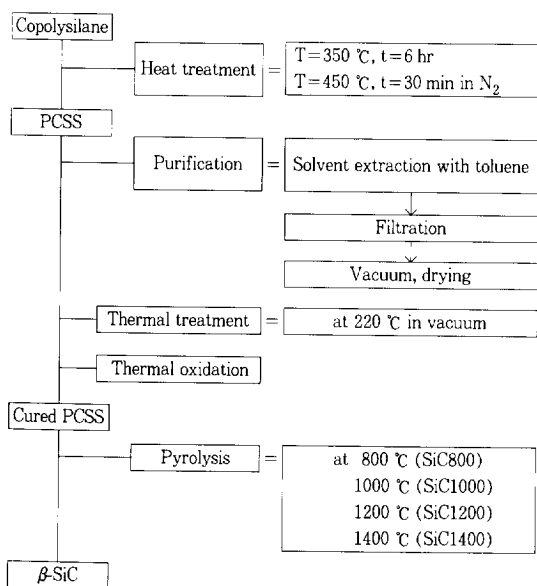 Copolysilane
Heat treatment
=
T=350 ℃, t=6 hr
T=450 ℃, t=30 min in N₂
PCSS
Purification
=
Solvent extraction with toluene
Filtration
Vacuum, drying
Thermal treatment
=
at 220 ℃ in vacuum
Thermal oxidation
Cured PCSS
Pyrolysis
=
at 800 ℃ (SiC800)
1000 ℃ (SiC1000)
1200 ℃ (SiC1200)
1400 ℃ (SiC1400)
β-SiC